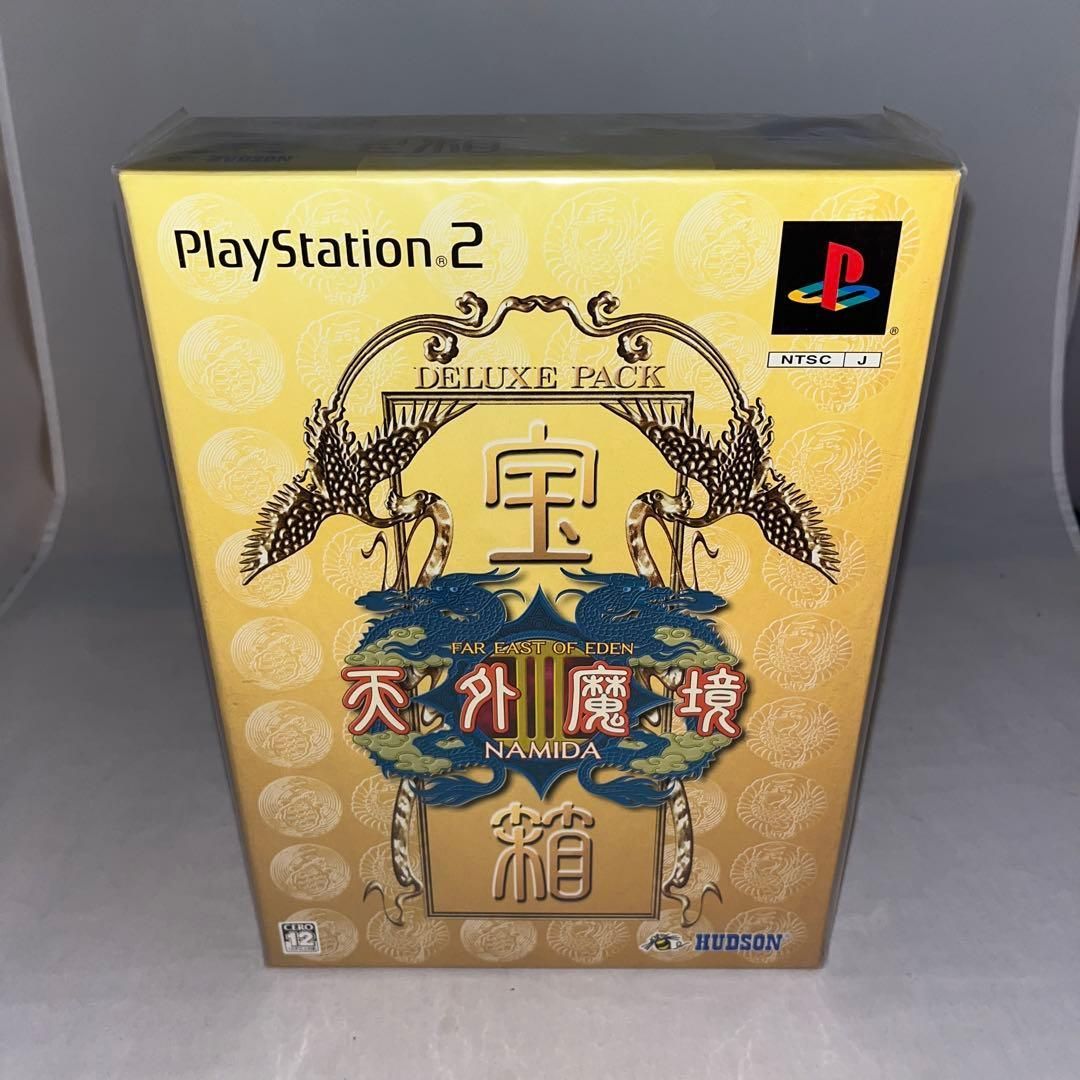 HUDSON
PlayStation®2
NTSC J
®
DELUXE PACK
宝
FAR EAST OF EDEN
天外魔境
III
NAMIDA
箱
CERO
12
HUDSON